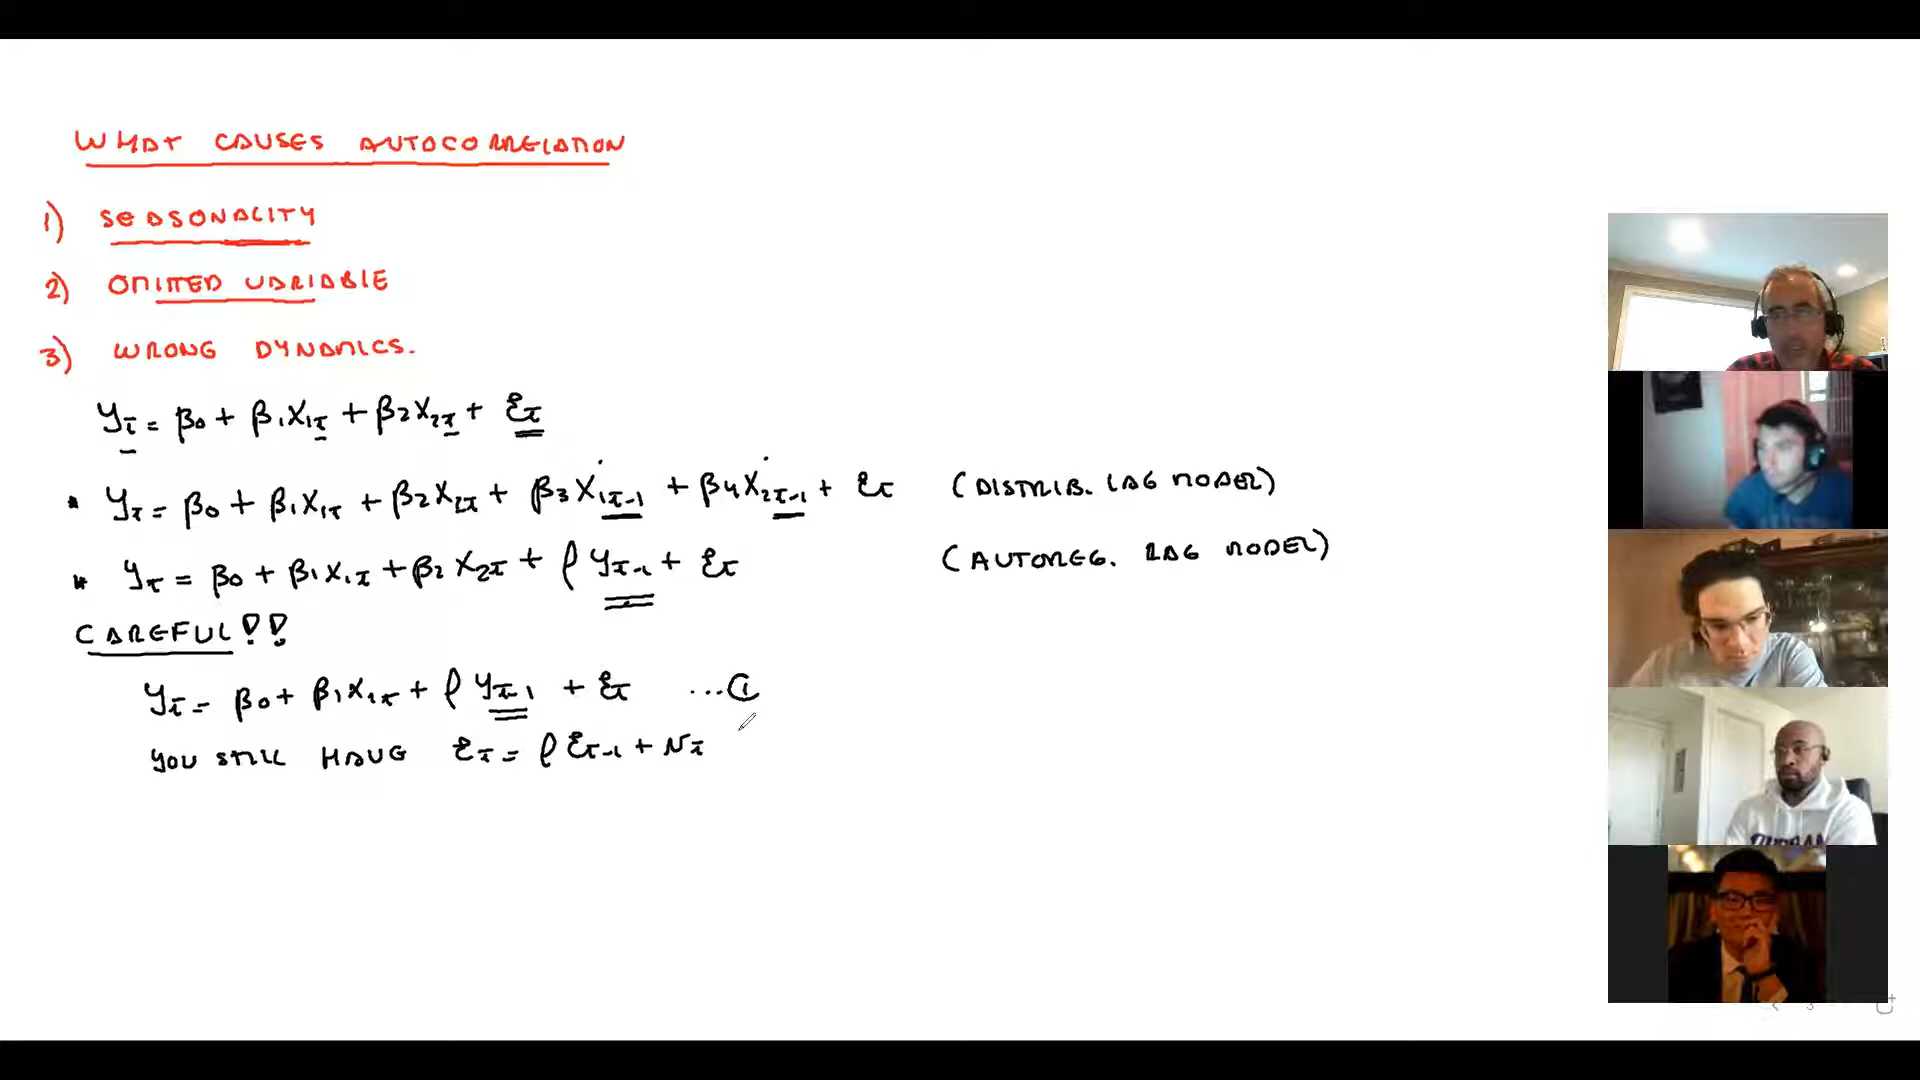 WHAT CAUSES AUTOCORRELATION
1) SEASONALITY
2) OMITTED VARIABLE
3) WRONG DYNAMICS.
Yt = β0 + β1X1t + β2X2t + εt
* Yt = β0 + β1X1t + β2X2t + β3X1t-1 + β4X2t-1 + εt (DISTRIB. LAG MODEL)
* Yt = β0 + β1X1t + β2X2t + ρYt-1 + εt (AUTOREG. LAG MODEL)
CAREFUL!!
Yt = β0 + β1X1t + ρYt-1 + εt ...①
YOU STILL HAVE εt = ρεt-1 + Nt
3